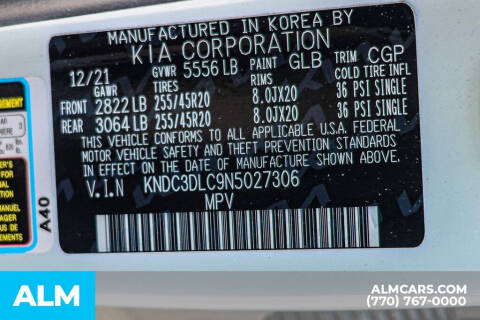 MANUFACTURED IN KOREA BY
KIA CORPORATION
12/21 GVWR 5556 LB PAINT GLB TRIM CGP
GAWR TIRES RIMS COLD TIRE INFL
FRONT 2822 LB 255/45R20 8.0JX20 36 PSI SINGLE
REAR 3064 LB 255/45R20 8.0JX20 36 PSI SINGLE
THIS VEHICLE CONFORMS TO ALL APPLICABLE U.S.A. FEDERAL
MOTOR VEHICLE SAFETY AND THEFT PREVENTION STANDARDS
IN EFFECT ON THE DATE OF MANUFACTURE SHOWN ABOVE.
V.I.N KNDC3DLC9N5027306
MPV
A40
ALM
ALMCARS.COM
(770) 767-0000